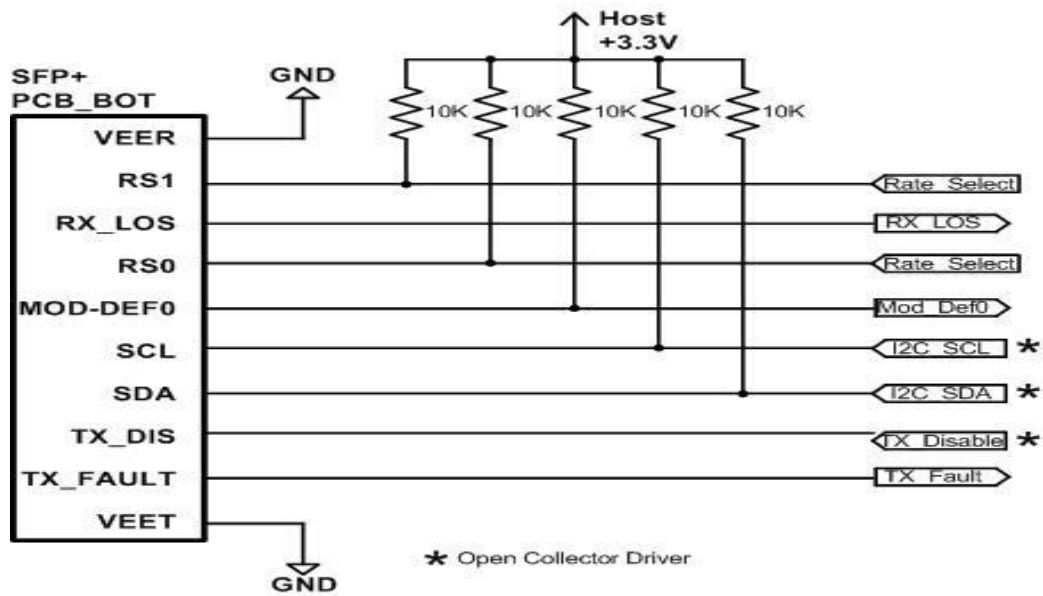 Host
+3.3V
SFP+
PCB_BOT
GND
10K
10K
10K
10K
10K
VEER
RS1
Rate Select
RX_LOS
RX LOS
RS0
Rate Select
MOD-DEF0
Mod Def0
SCL
I2C SCL *
SDA
I2C SDA *
TX_DIS
TX Disable *
TX_FAULT
TX Fault
VEET
* Open Collector Driver
GND